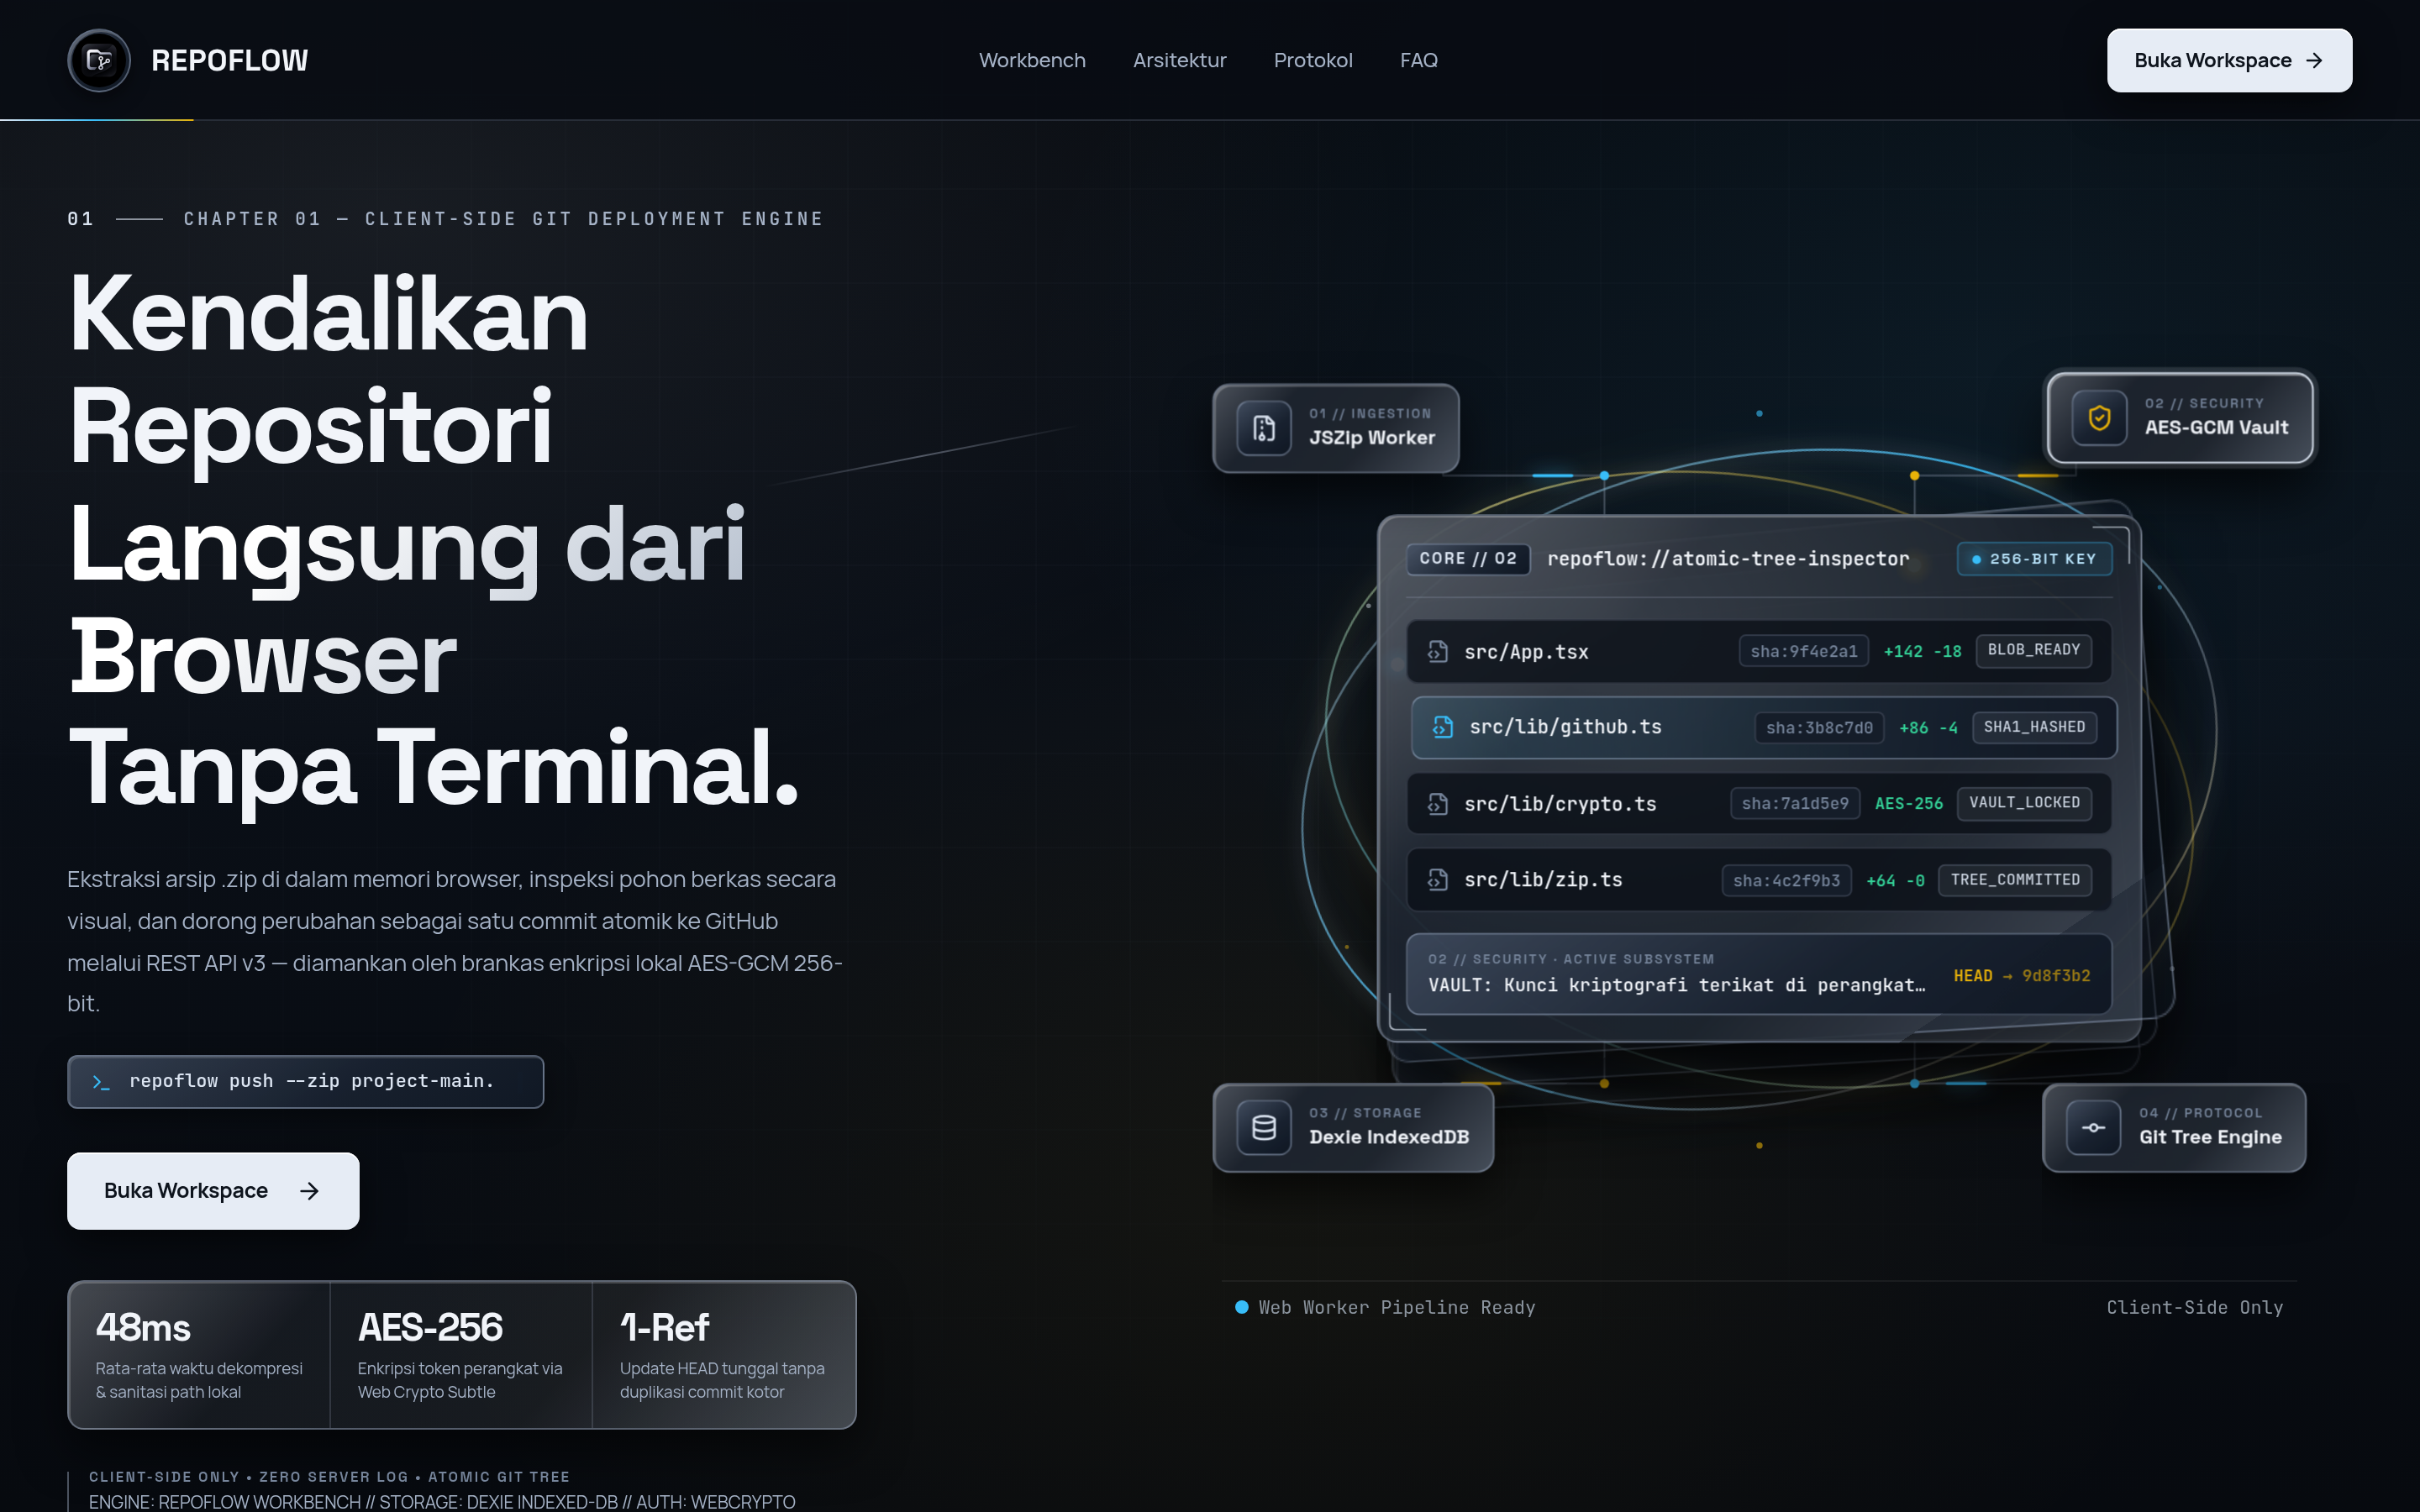 REPOFLOW
Workbench
Arsitektur
Protokol
FAQ
Buka Workspace →
01 — CHAPTER 01 — CLIENT-SIDE GIT DEPLOYMENT ENGINE
Kendalikan
Repositori
Langsung dari
Browser
Tanpa Terminal.
Ekstraksi arsip .zip di dalam memori browser, inspeksi pohon berkas secara
visual, dan dorong perubahan sebagai satu commit atomik ke GitHub
melalui REST API v3 — diamankan oleh brankas enkripsi lokal AES-GCM 256-
bit.
>_ repoflow push --zip project-main.
Buka Workspace →
48ms
Rata-rata waktu dekompresi
& sanitasi path lokal
AES-256
Enkripsi token perangkat via
Web Crypto Subtle
1-Ref
Update HEAD tunggal tanpa
duplikasi commit kotor
CLIENT-SIDE ONLY • ZERO SERVER LOG • ATOMIC GIT TREE
ENGINE: REPOFLOW WORKBENCH // STORAGE: DEXIE INDEXED-DB // AUTH: WEBCRYPTO
01 // INGESTION
JSZip Worker
02 // SECURITY
AES-GCM Vault
CORE // 02 repoflow://atomic-tree-inspector 256-BIT KEY
src/App.tsx sha:9f4e2a1 +142 -18 BLOB_READY
src/lib/github.ts sha:3b8c7d0 +86 -4 SHA1_HASHED
src/lib/crypto.ts sha:7a1d5e9 AES-256 VAULT_LOCKED
src/lib/zip.ts sha:4c2f9b3 +64 -0 TREE_COMMITTED
02 // SECURITY · ACTIVE SUBSYSTEM
VAULT: Kunci kriptografi terikat di perangkat… HEAD → 9d8f3b2
03 // STORAGE
Dexie IndexedDB
04 // PROTOCOL
Git Tree Engine
Web Worker Pipeline Ready
Client-Side Only